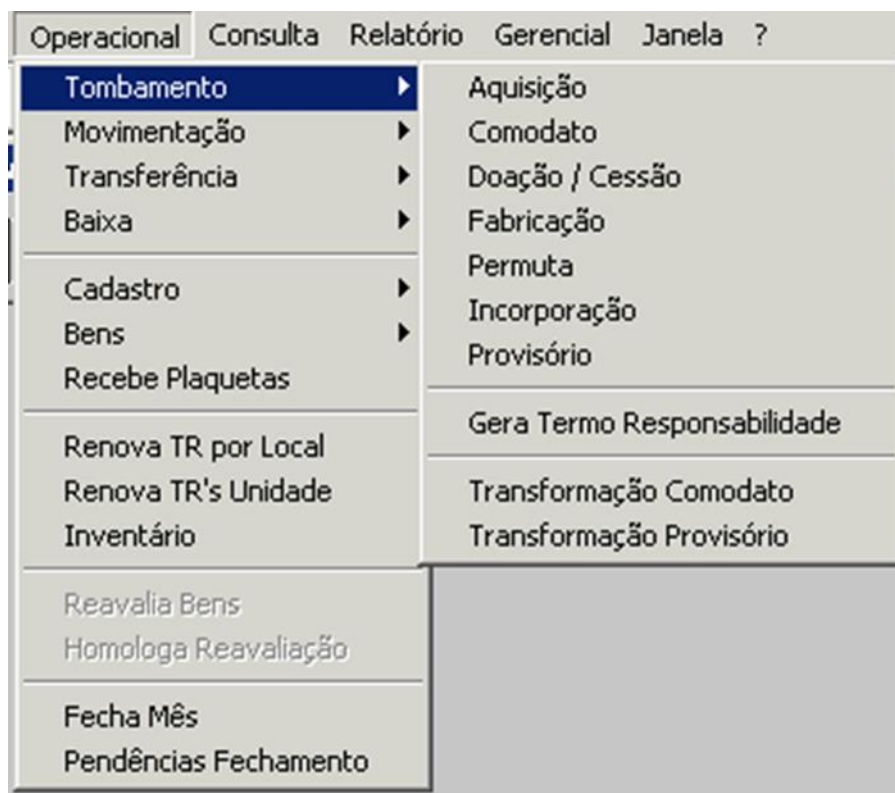 Operacional Consulta Relatório Gerencial Janela ?
Tombamento
Movimentação
Transferência
Baixa
Cadastro
Bens
Recebe Plaquetas
Renova TR por Local
Renova TR's Unidade
Inventário
Reavalia Bens
Homologa Reavaliação
Fecha Mês
Pendências Fechamento
Aquisição
Comodato
Doação / Cessão
Fabricação
Permuta
Incorporação
Provisório
Gera Termo Responsabilidade
Transformação Comodato
Transformação Provisório